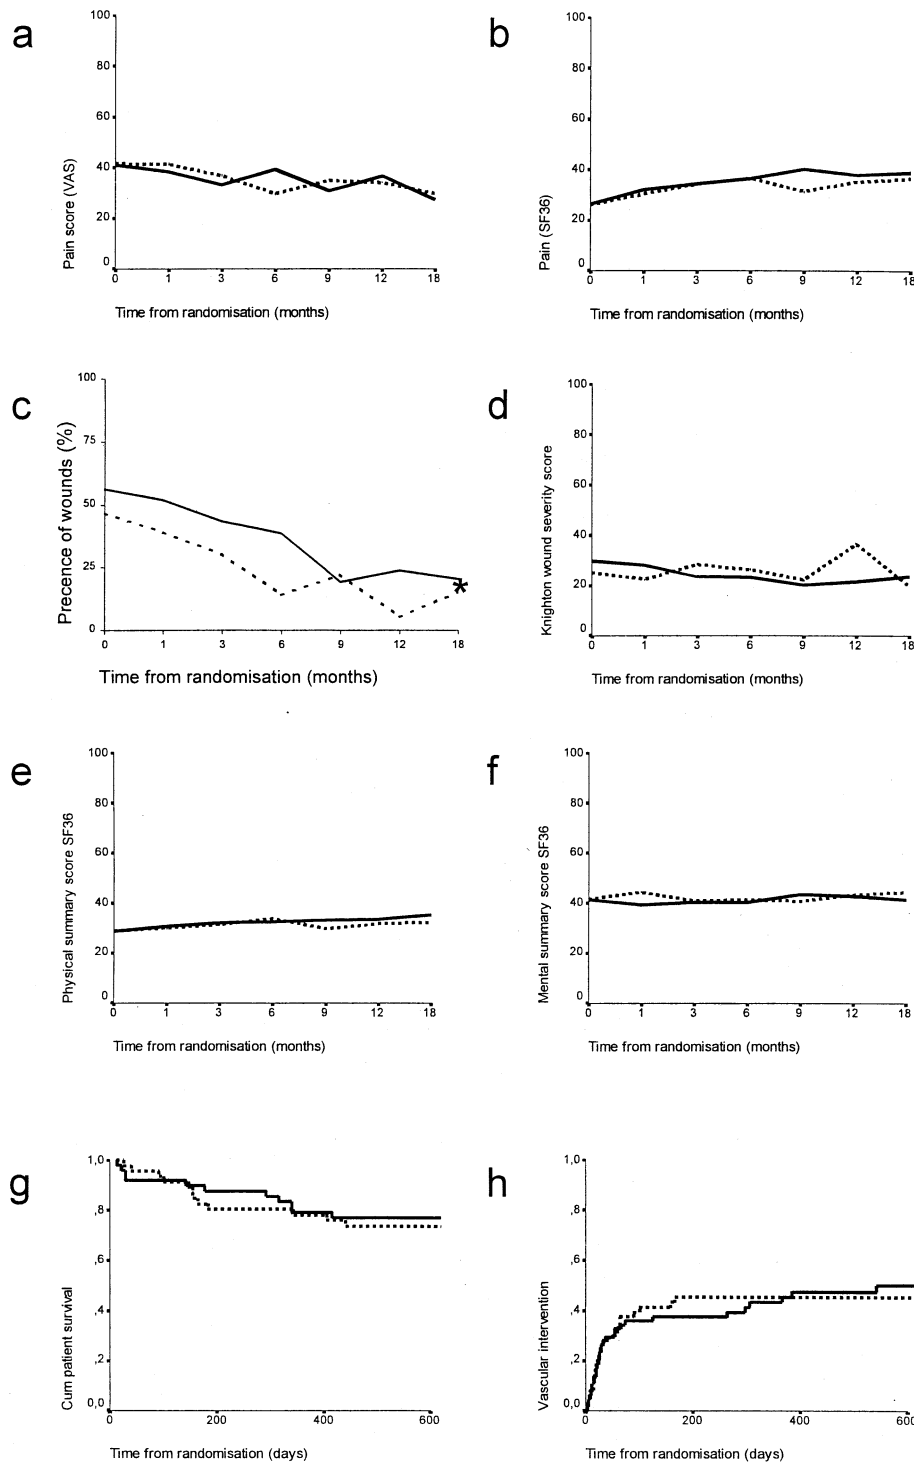 a
100
80
60
40
20
0
Pain score (VAS)
0 1 3 6 9 12 18
Time from randomisation (months)
b
100
80
60
40
20
0
Pain (SF36)
0 1 3 6 9 12 18
Time from randomisation (months)
c
100
75
50
25
0
Precence of wounds (%)
*
0 1 3 6 9 12 18
Time from randomisation (months)
d
100
80
60
40
20
0
Knighton wound severity score
0 1 3 6 9 12 18
Time from randomisation (months)
e
100
80
60
40
20
0
Physical summary score SF36
0 1 3 6 9 12 18
Time from randomisation (months)
f
100
80
60
40
20
0
Mental summary score SF36
0 1 3 6 9 12 18
Time from randomisation (months)
g
1,0
,8
,6
,4
,2
0,0
Cum patient survival
0 200 400 600
Time from randomisation (days)
h
1,0
,8
,6
,4
,2
0,0
Vascular intervention
0 200 400 600
Time from randomisation (days)